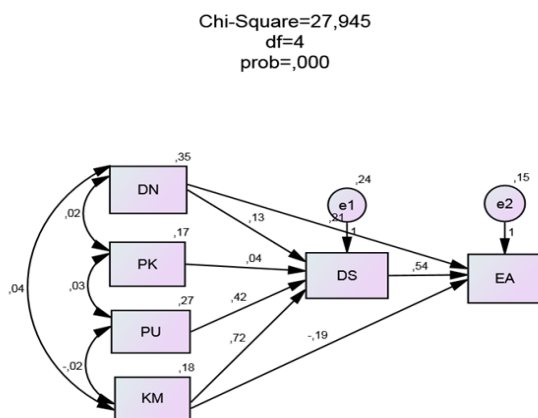 Chi-Square=27,945
df=4
prob=,000
,35
DN
,24
e1
1
,15
e2
1
,02
,13
,21
,17
PK
,04
DS
,54
EA
,04
,03
,27
PU
,42
,72
-,19
-,02
,18
KM